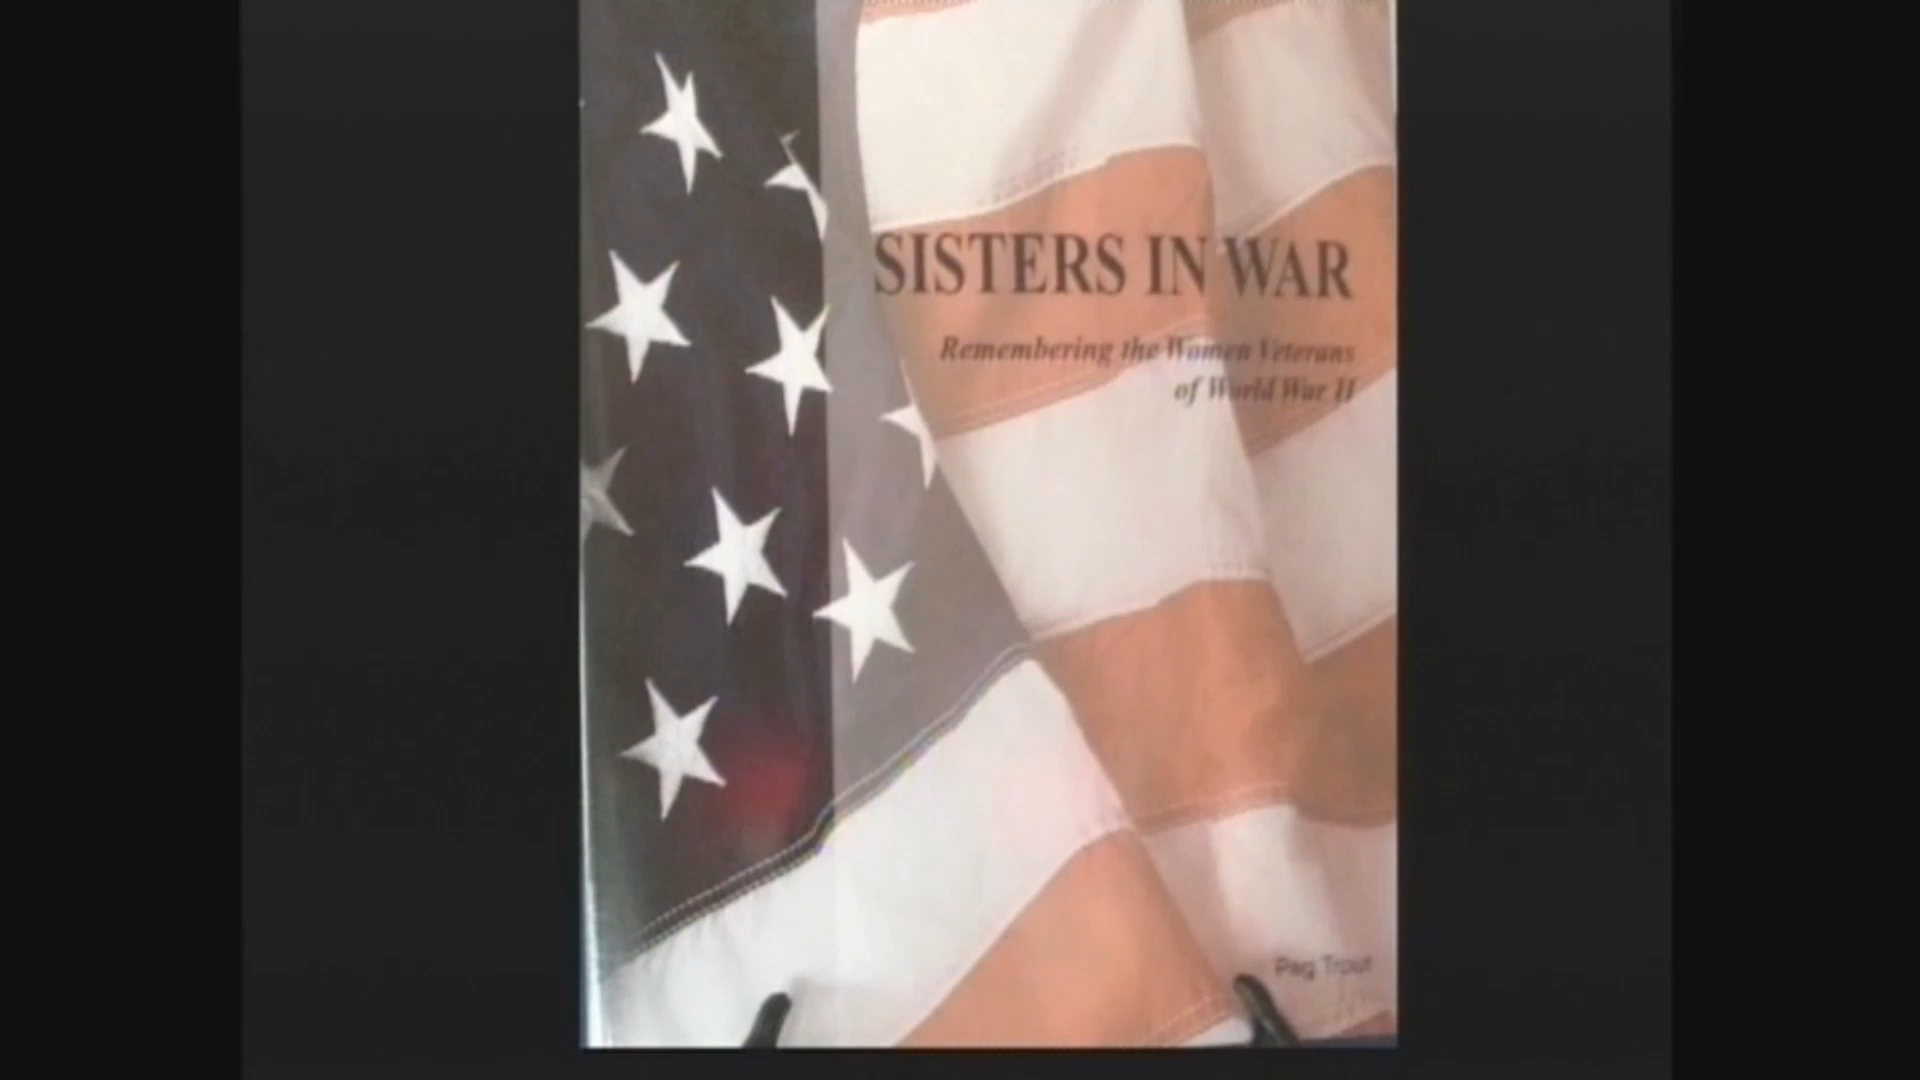 SISTERS IN WAR
Remembering the Women Veterans
of World War II
Peg Trout